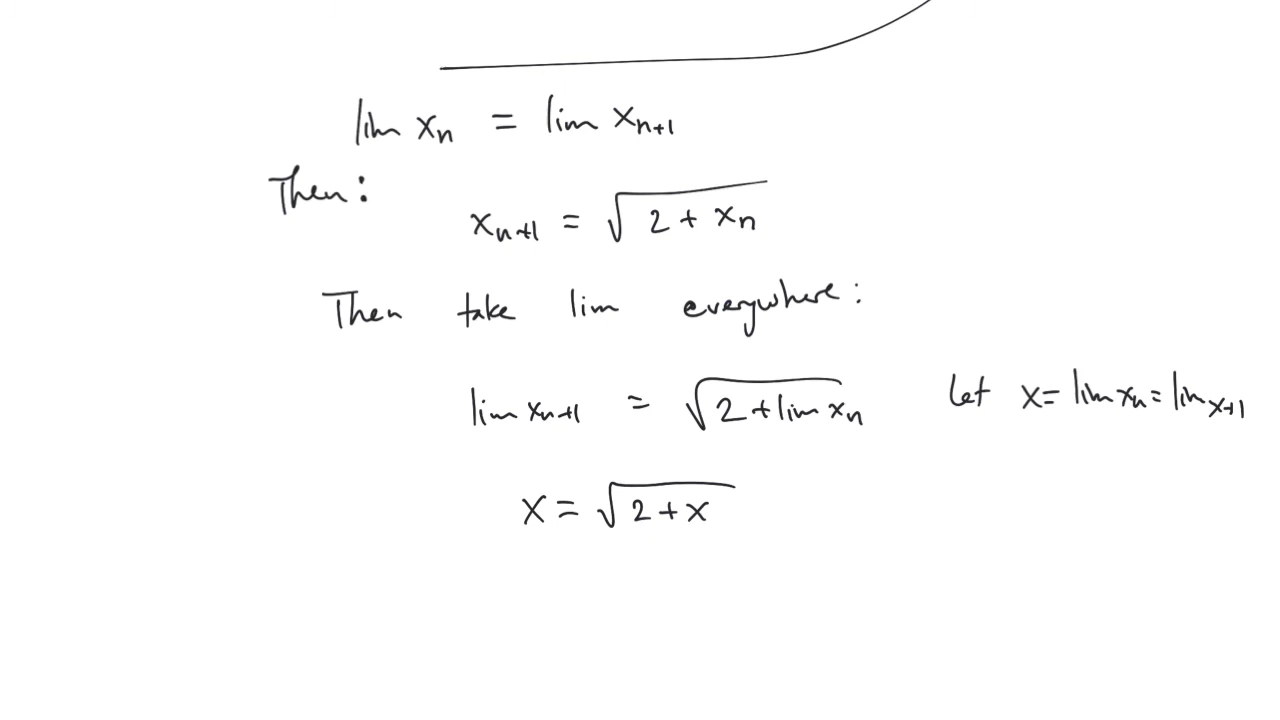 lim xₙ = lim xₙ₊₁
Then:
xₙ₊₁ = √(2 + xₙ)
Then take lim everywhere:
lim xₙ₊₁ = √(2 + lim xₙ) Let x = lim xₙ = lim ₓ₊₁
x = √(2 + x)